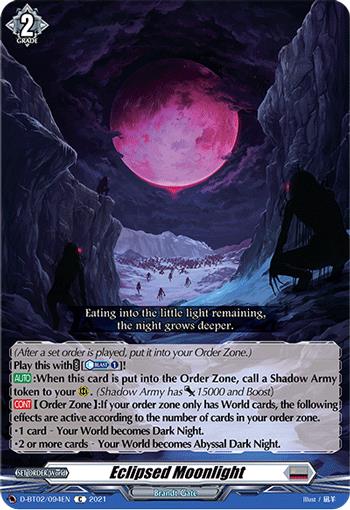 2
GRADE
Eating into the little light remaining,
the night grows deeper.
(After a set order is played, put it into your Order Zone.)
Play this with [COUNTER BLAST 1]!
AUTO:When this card is put into the Order Zone, call a Shadow Army
token to your R. (Shadow Army has 15000 and Boost)
CONT[Order Zone]:If your order zone only has World cards, the following
effects are active according to the number of cards in your order zone.
・1 card - Your World becomes Dark Night.
・2 or more cards - Your World becomes Abyssal Dark Night.
SET ORDER/World
Eclipsed Moonlight
Brandt Gate
D-BT02/094EN C 2021
Illust / 凪羊